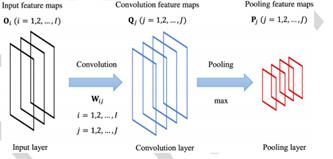 Input feature maps
O_i (i = 1,2, …, I)
Convolution feature maps
Q_j (j = 1,2, …, J)
Pooling feature maps
P_j (j = 1,2, …, J)
Convolution
W_ij
i = 1,2, …, I
j = 1,2, …, J
Pooling
max
Input layer
Convolution layer
Pooling layer